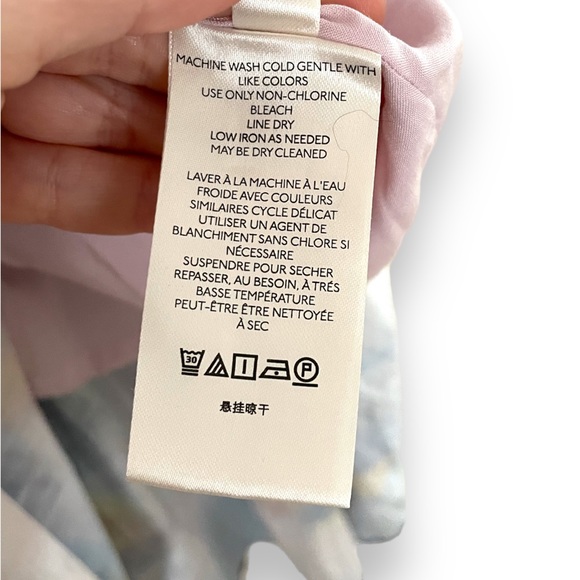 MACHINE WASH COLD GENTLE WITH
LIKE COLORS
USE ONLY NON-CHLORINE
BLEACH
LINE DRY
LOW IRON AS NEEDED
MAY BE DRY CLEANED
LAVER À LA MACHINE À L'EAU
FROIDE AVEC COULEURS
SIMILAIRES CYCLE DÉLICAT
UTILISER UN AGENT DE
BLANCHIMENT SANS CHLORE SI
NÉCESSAIRE
SUSPENDRE POUR SECHER
REPASSER, AU BESOIN, À TRÉS
BASSE TEMPÉRATURE
PEUT-ÊTRE ÊTRE NETTOYÉE
À SEC
30 P
悬挂晾干